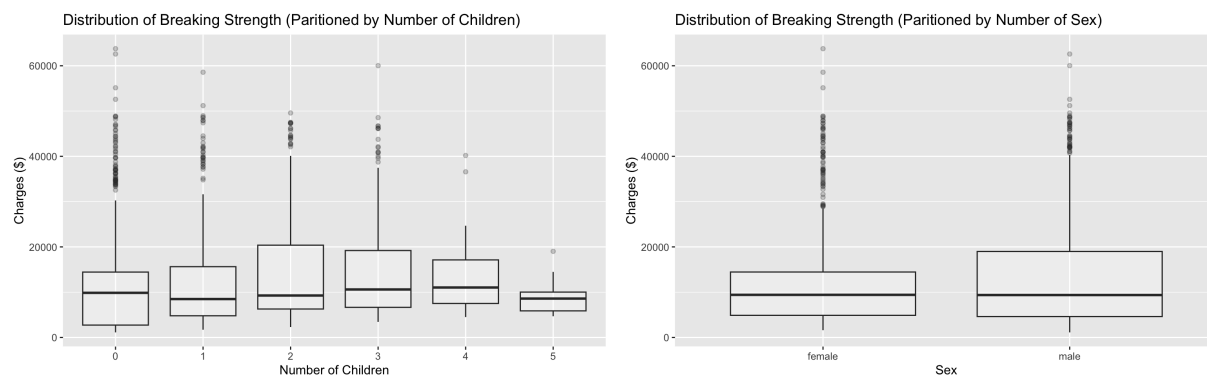 Distribution of Breaking Strength (Paritioned by Number of Children)
60000
40000
20000
0
Charges ($)
0 1 2 3 4 5
Number of Children
Distribution of Breaking Strength (Paritioned by Number of Sex)
60000
40000
20000
0
Charges ($)
female male
Sex